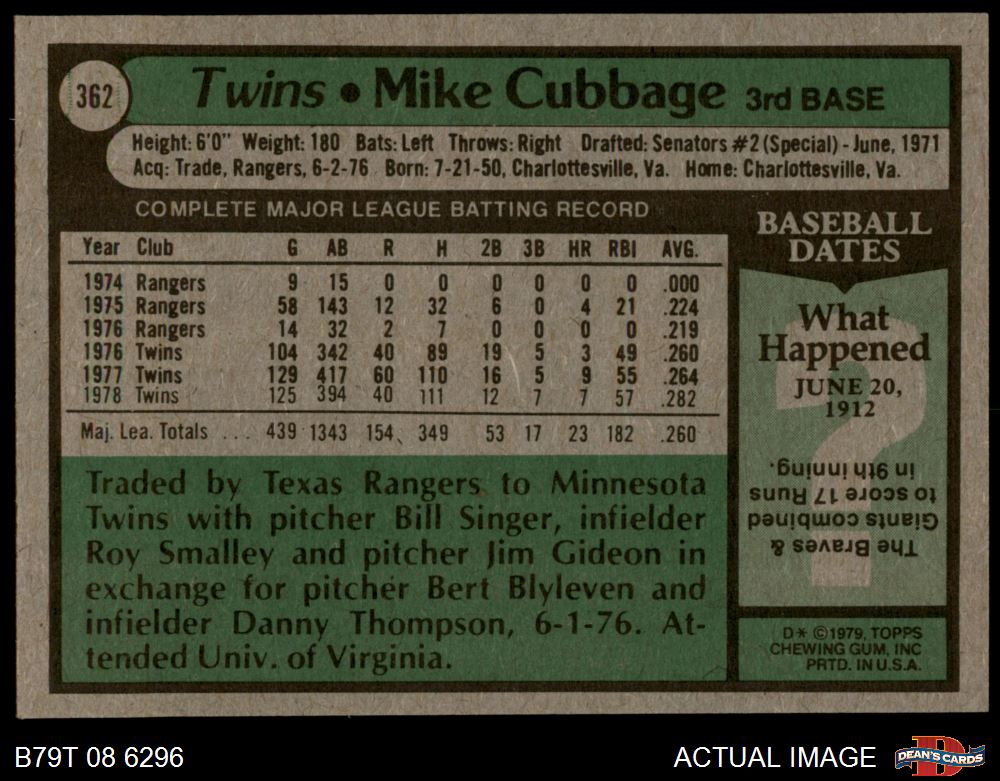 362
Twins • Mike Cubbage 3rd BASE
Height: 6'0" Weight: 180 Bats: Left Throws: Right Drafted: Senators #2 (Special) - June, 1971
Acq: Trade, Rangers, 6-2-76 Born: 7-21-50, Charlottesville, Va. Home: Charlottesville, Va.
COMPLETE MAJOR LEAGUE BATTING RECORD
Year Club G AB R H 2B 3B HR RBI AVG.
1974 Rangers 9 15 0 0 0 0 0 0 .000
1975 Rangers 58 143 12 32 6 0 4 21 .224
1976 Rangers 14 32 2 7 0 0 0 0 .219
1976 Twins 104 342 40 89 19 5 3 49 .260
1977 Twins 129 417 60 110 16 5 9 55 .264
1978 Twins 125 394 40 111 12 7 7 57 .282
Maj. Lea. Totals ... 439 1343 154 349 53 17 23 182 .260
Traded by Texas Rangers to Minnesota
Twins with pitcher Bill Singer, infielder
Roy Smalley and pitcher Jim Gideon in
exchange for pitcher Bert Blyleven and
infielder Danny Thompson, 6-1-76. At-
tended Univ. of Virginia.
BASEBALL
DATES
What
Happened
JUNE 20,
1912
The Braves &
Giants combined
to score 17 Runs
in 9th inning.
D* ©1979, TOPPS
CHEWING GUM, INC
PRTD. IN U.S.A.
B79T 08 6296
ACTUAL IMAGE
D
DEAN'S CARDS